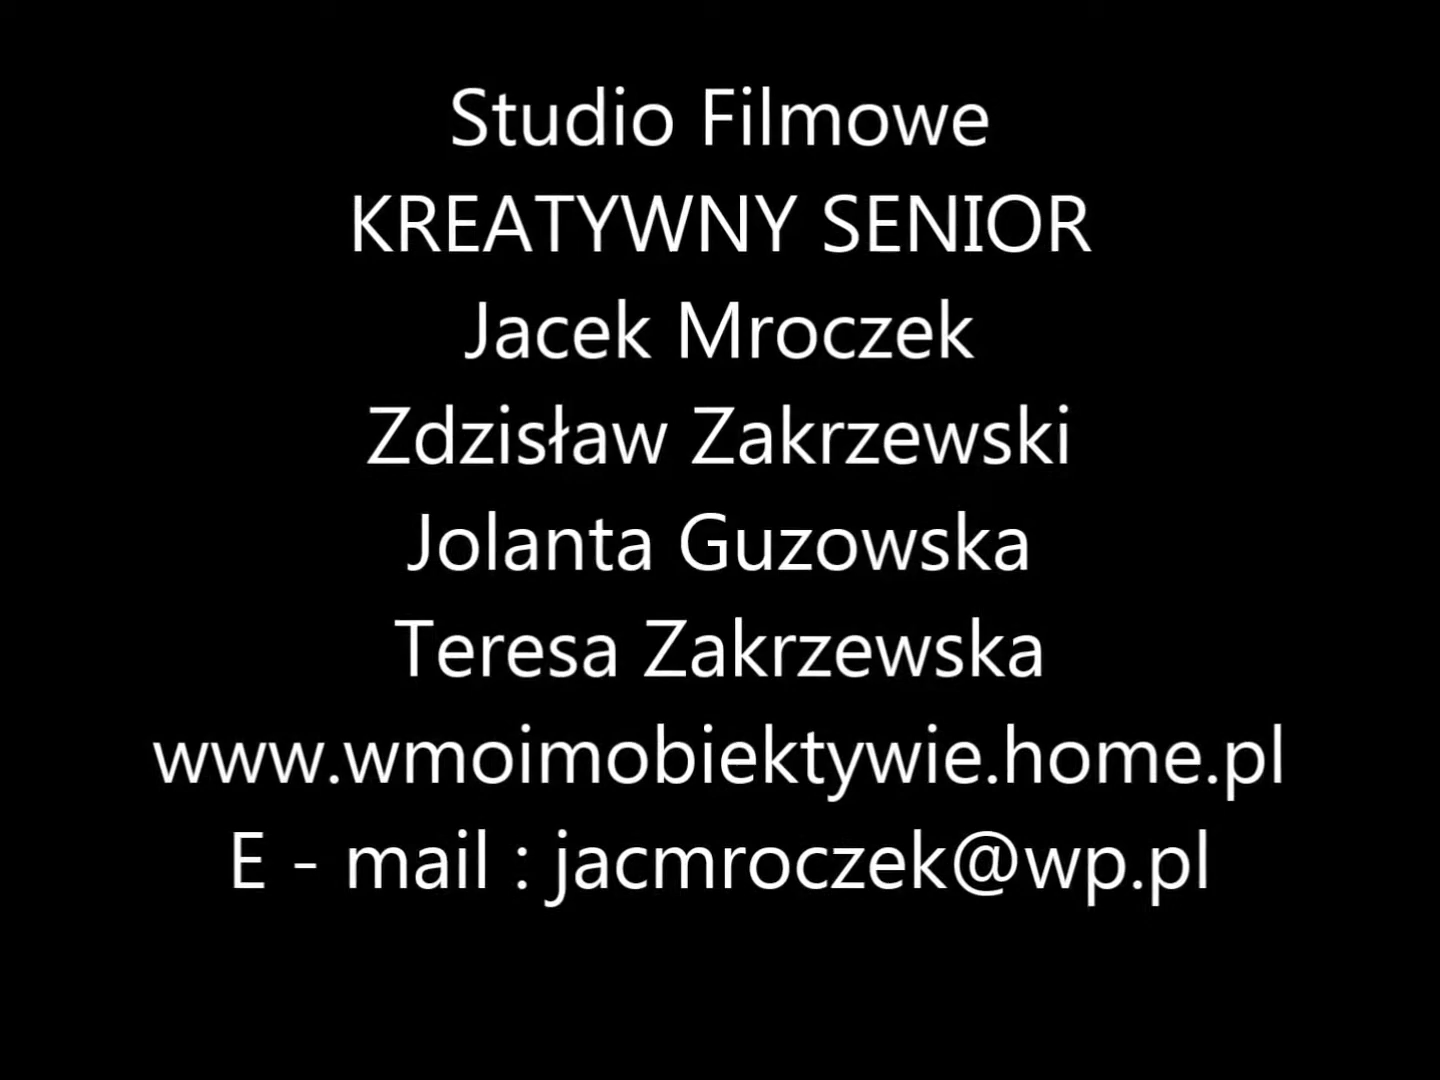 Studio Filmowe
KREATYWNY SENIOR
Jacek Mroczek
Zdzisław Zakrzewski
Jolanta Guzowska
Teresa Zakrzewska
www.wmoimobiektywie.home.pl
E - mail : jacmroczek@wp.pl